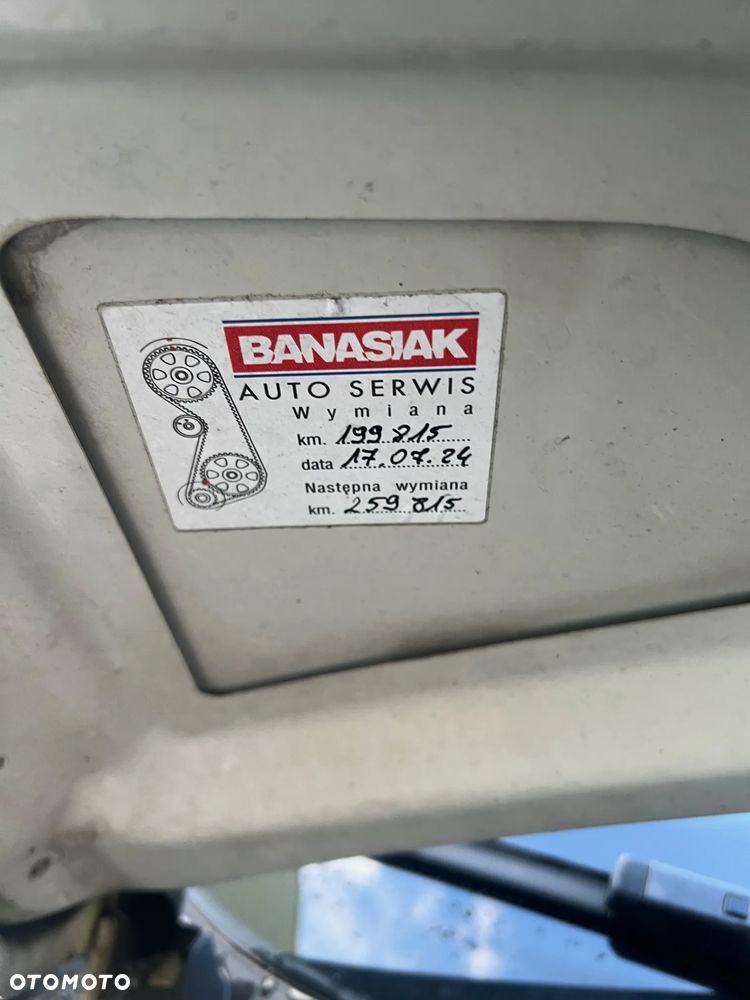 BANASIAK
AUTO SERWIS
Wymiana
km. 199 815
data 17.07.24
Następna wymiana
km. 259 815
OTOMOTO